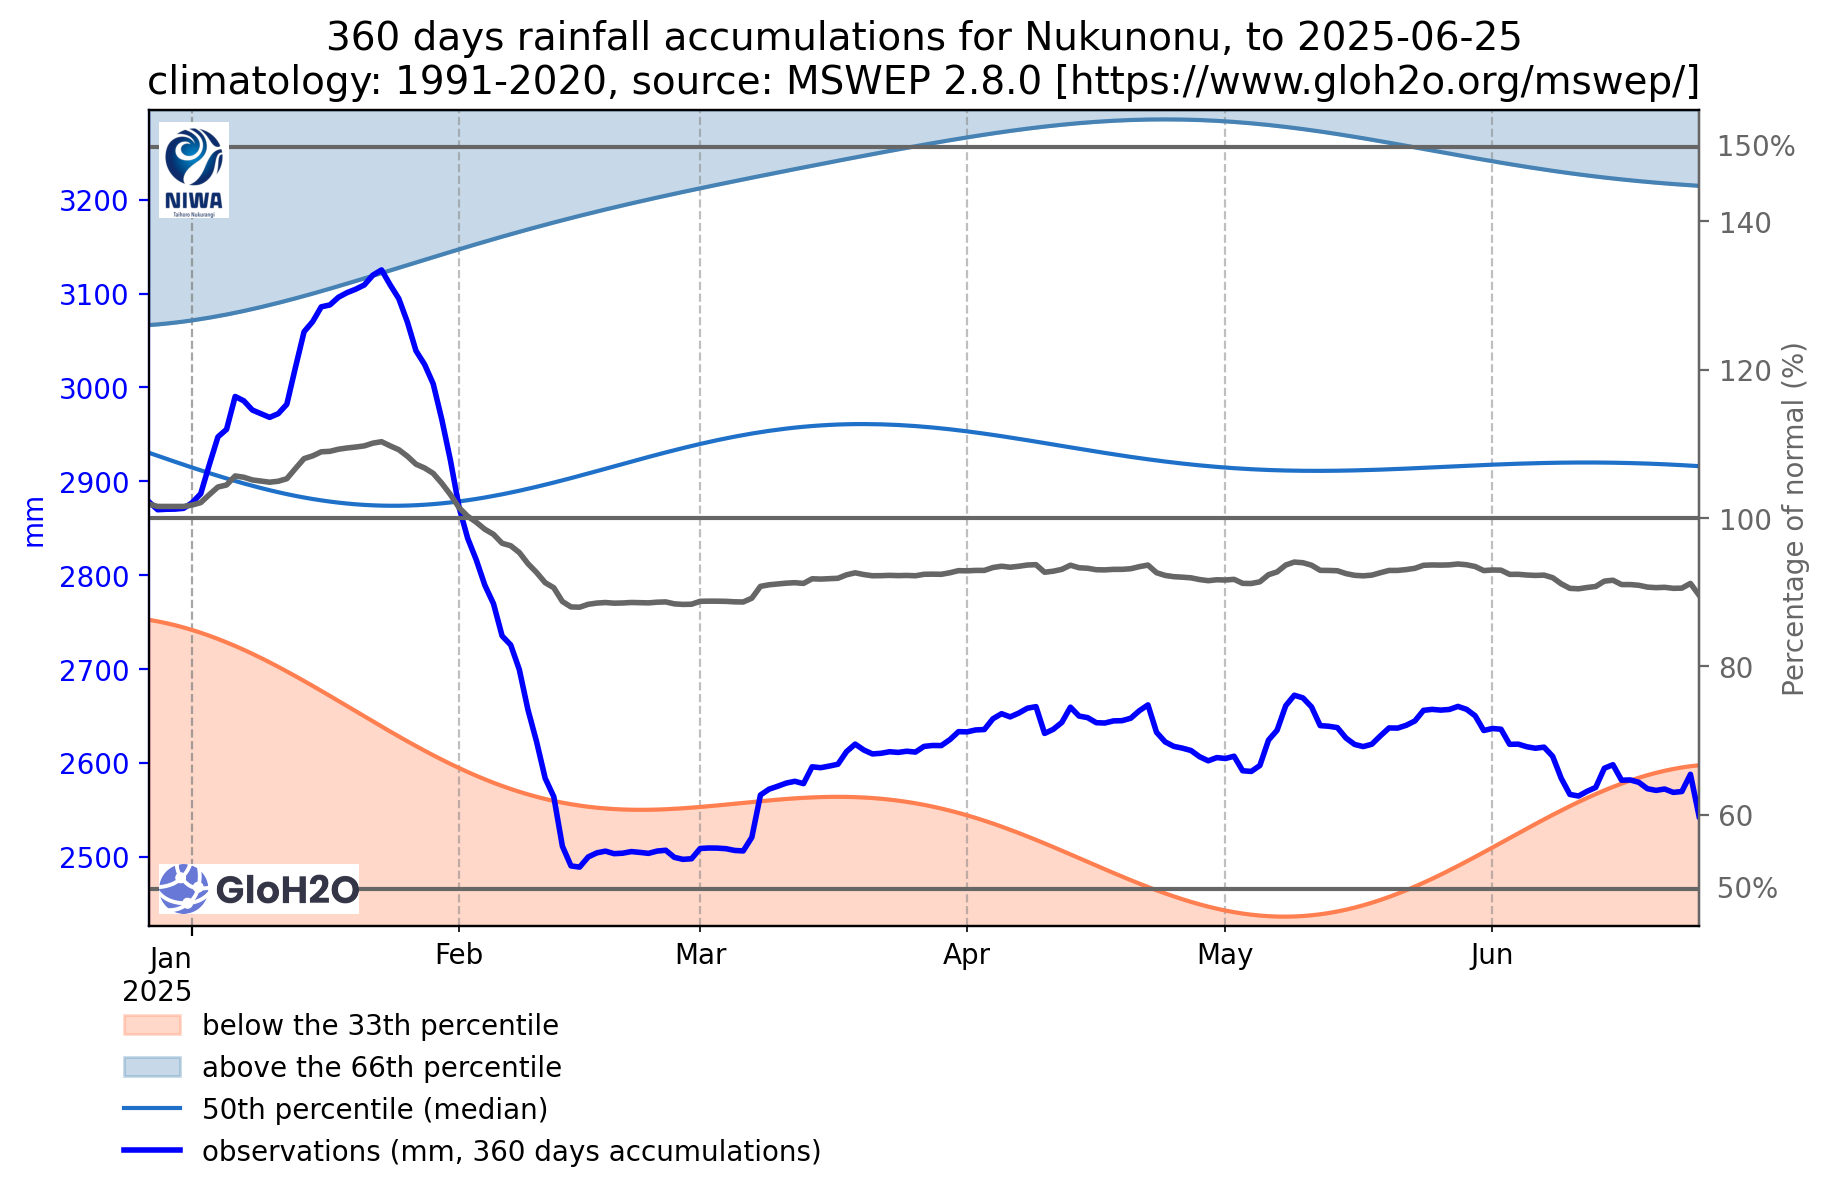 360 days rainfall accumulations for Nukunonu, to 2025-06-25
climatology: 1991-2020, source: MSWEP 2.8.0 [https://www.gloh2o.org/mswep/]
NIWA
Taihoro Nukurangi
3200
3100
3000
2900
2800
2700
2600
2500
mm
150%
140
120
100
80
60
50%
Percentage of normal (%)
GloH2O
Jan
2025
Feb
Mar
Apr
May
Jun
below the 33th percentile
above the 66th percentile
50th percentile (median)
observations (mm, 360 days accumulations)